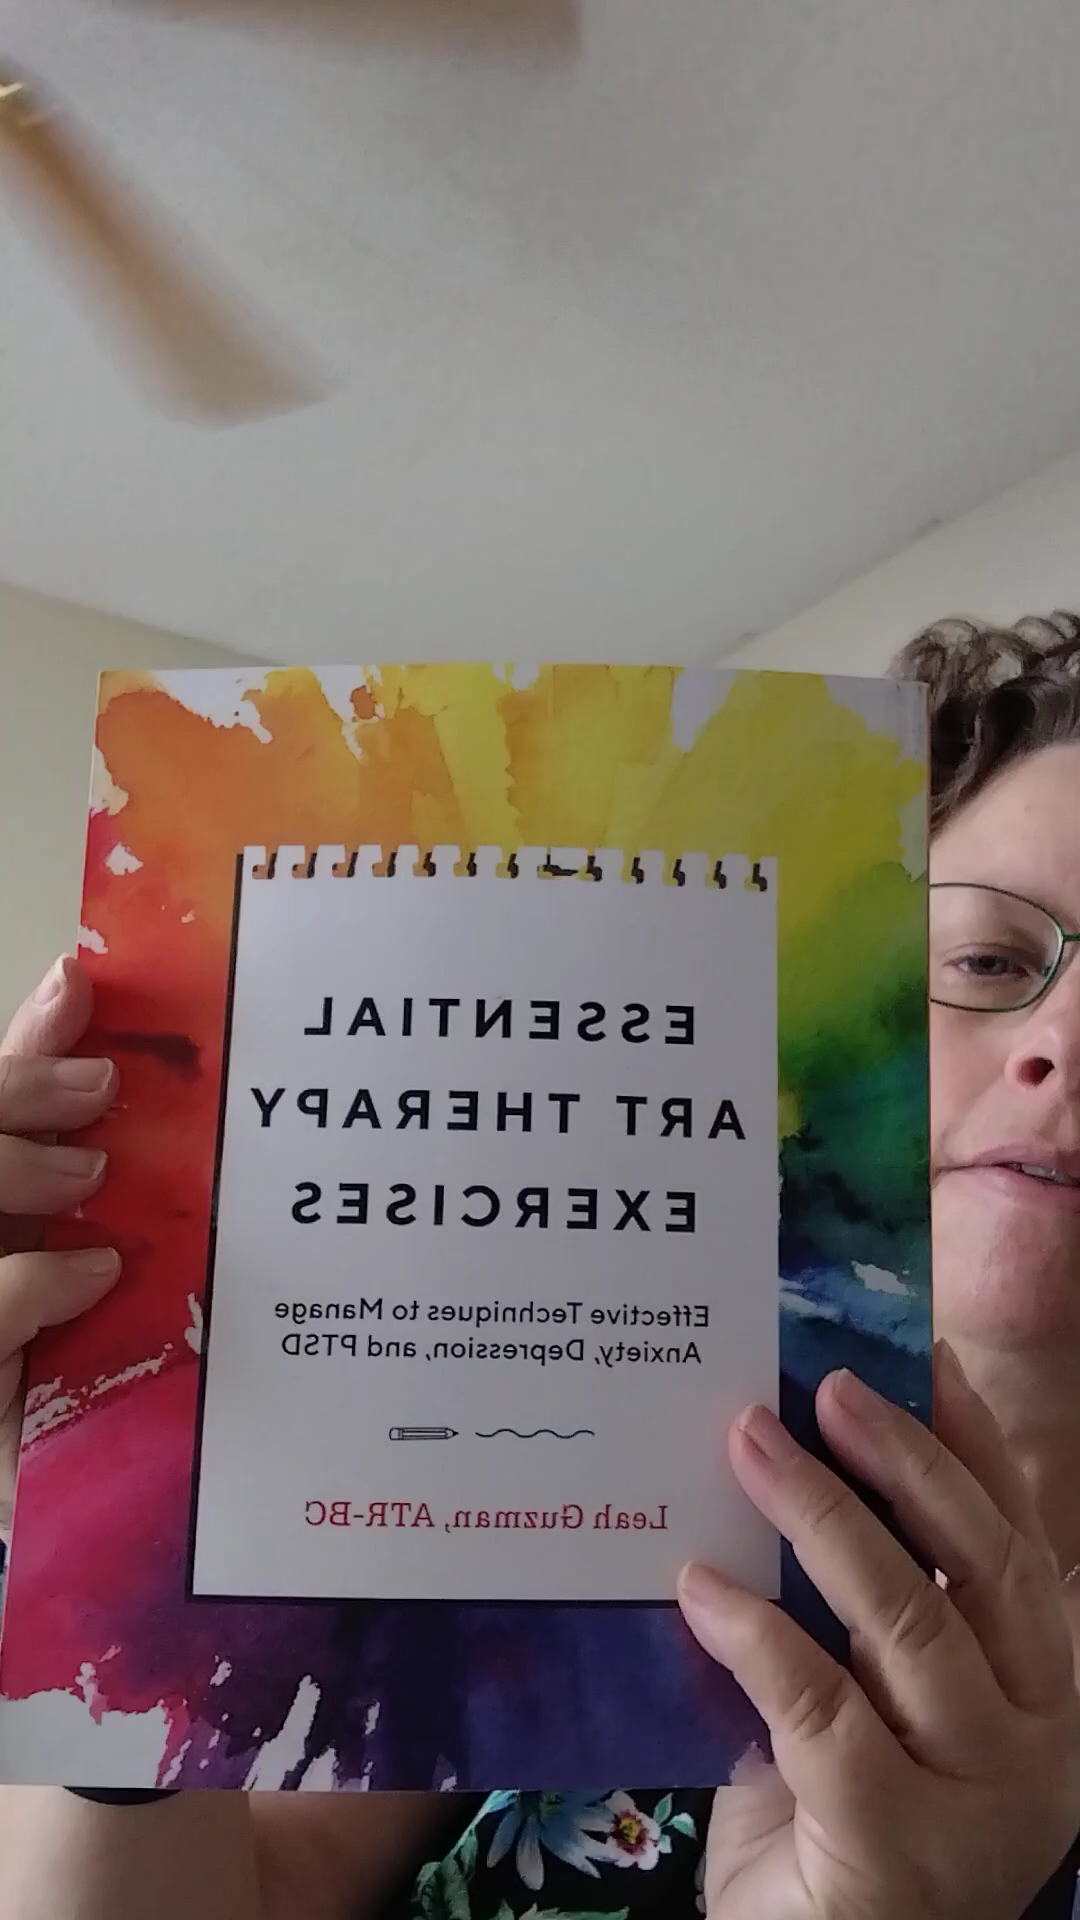 ESSENTIAL
ART THERAPY
EXERCISES
Effective Techniques to Manage
Anxiety, Depression, and PTSD
Leah Guzman, ATR-BC